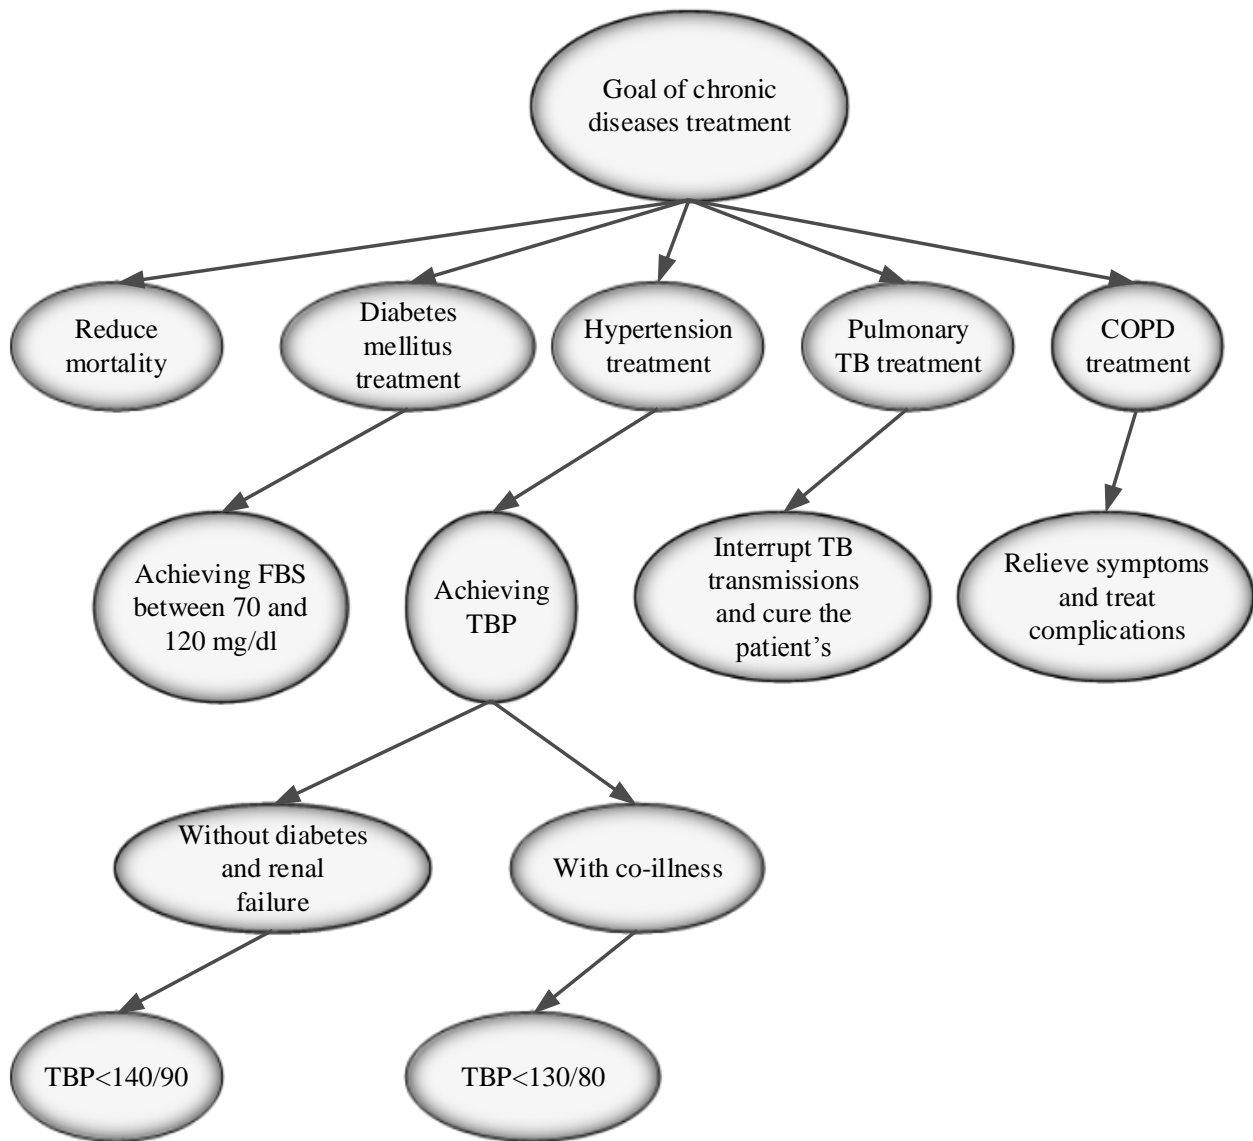 Goal of chronic
diseases treatment
Reduce
mortality
Diabetes
mellitus
treatment
Hypertension
treatment
Pulmonary
TB treatment
COPD
treatment
Achieving FBS
between 70 and
120 mg/dl
Achieving
TBP
Interrupt TB
transmissions
and cure the
patient’s
Relieve symptoms
and treat
complications
Without diabetes
and renal
failure
With co-illness
TBP<140/90
TBP<130/80